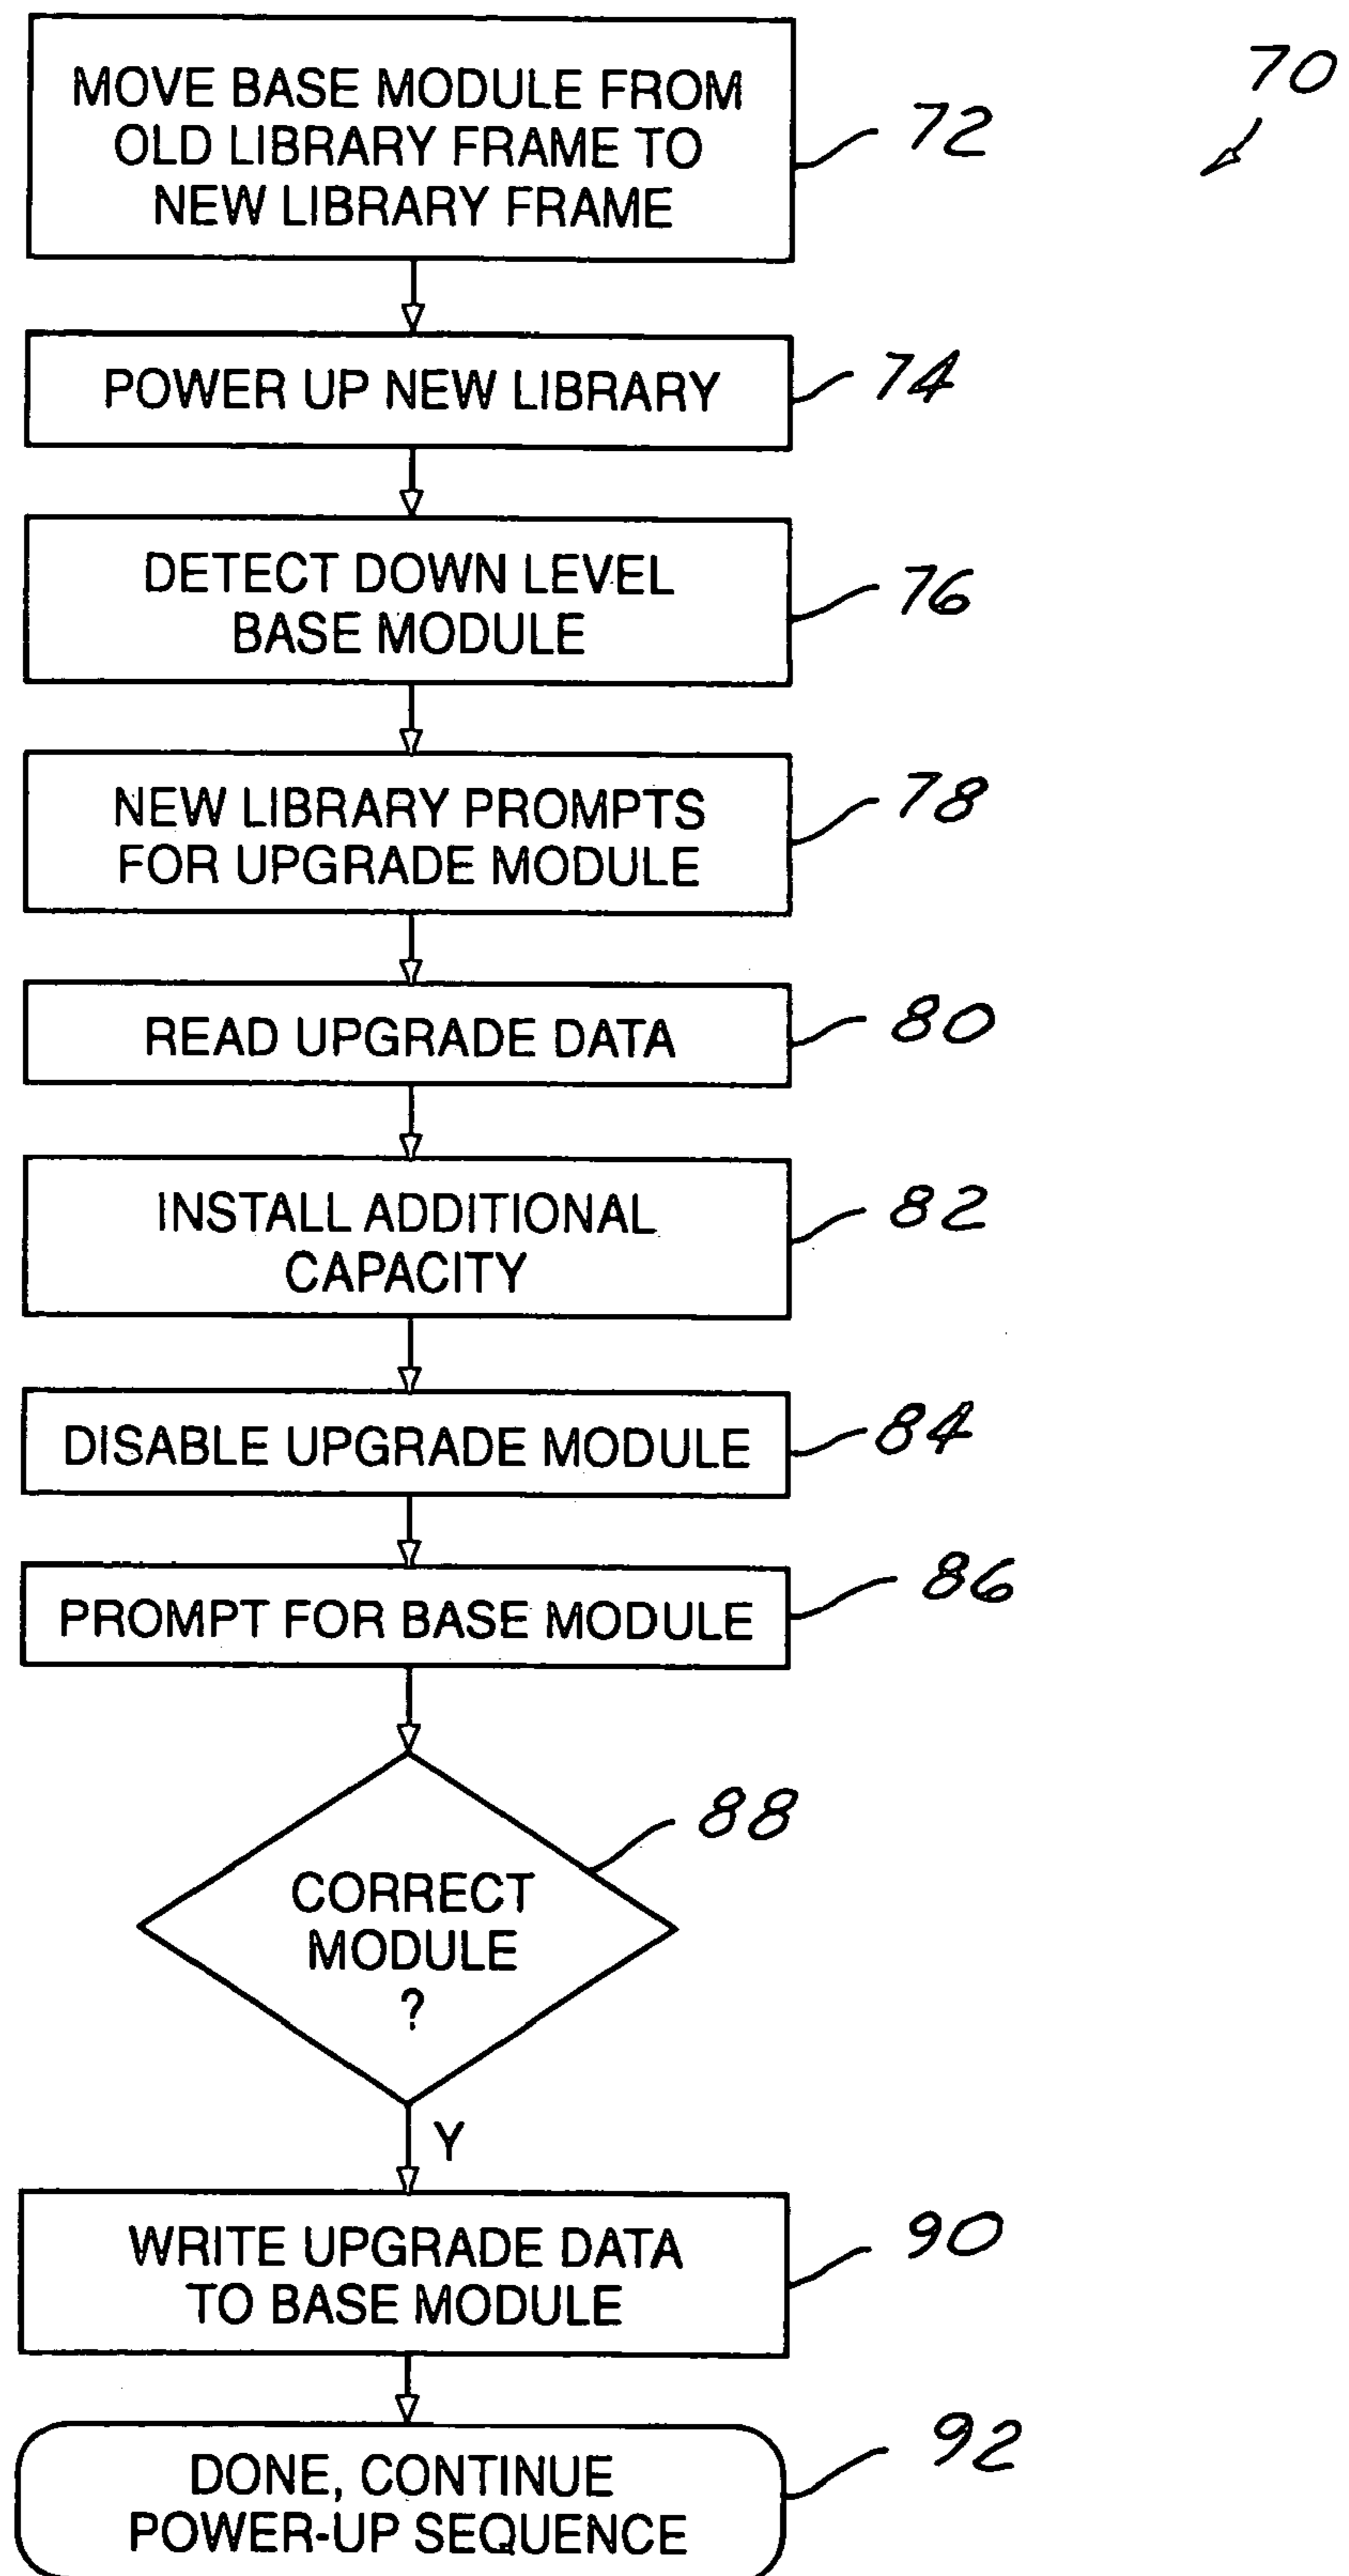 70
MOVE BASE MODULE FROM
OLD LIBRARY FRAME TO
NEW LIBRARY FRAME
72
POWER UP NEW LIBRARY
74
DETECT DOWN LEVEL
BASE MODULE
76
NEW LIBRARY PROMPTS
FOR UPGRADE MODULE
78
READ UPGRADE DATA
80
INSTALL ADDITIONAL
CAPACITY
82
DISABLE UPGRADE MODULE
84
PROMPT FOR BASE MODULE
86
CORRECT
MODULE
?
88
Y
WRITE UPGRADE DATA
TO BASE MODULE
90
DONE, CONTINUE
POWER-UP SEQUENCE
92